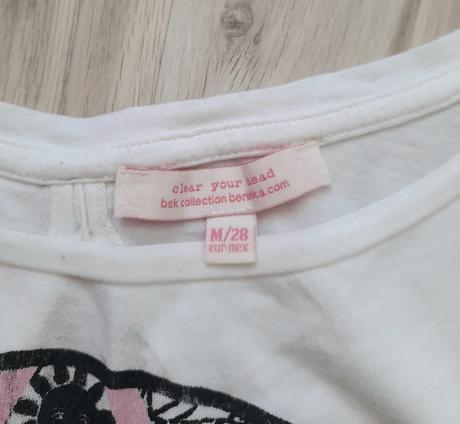 clear your head
bsk collection bershka.com
M/28
eur-mex